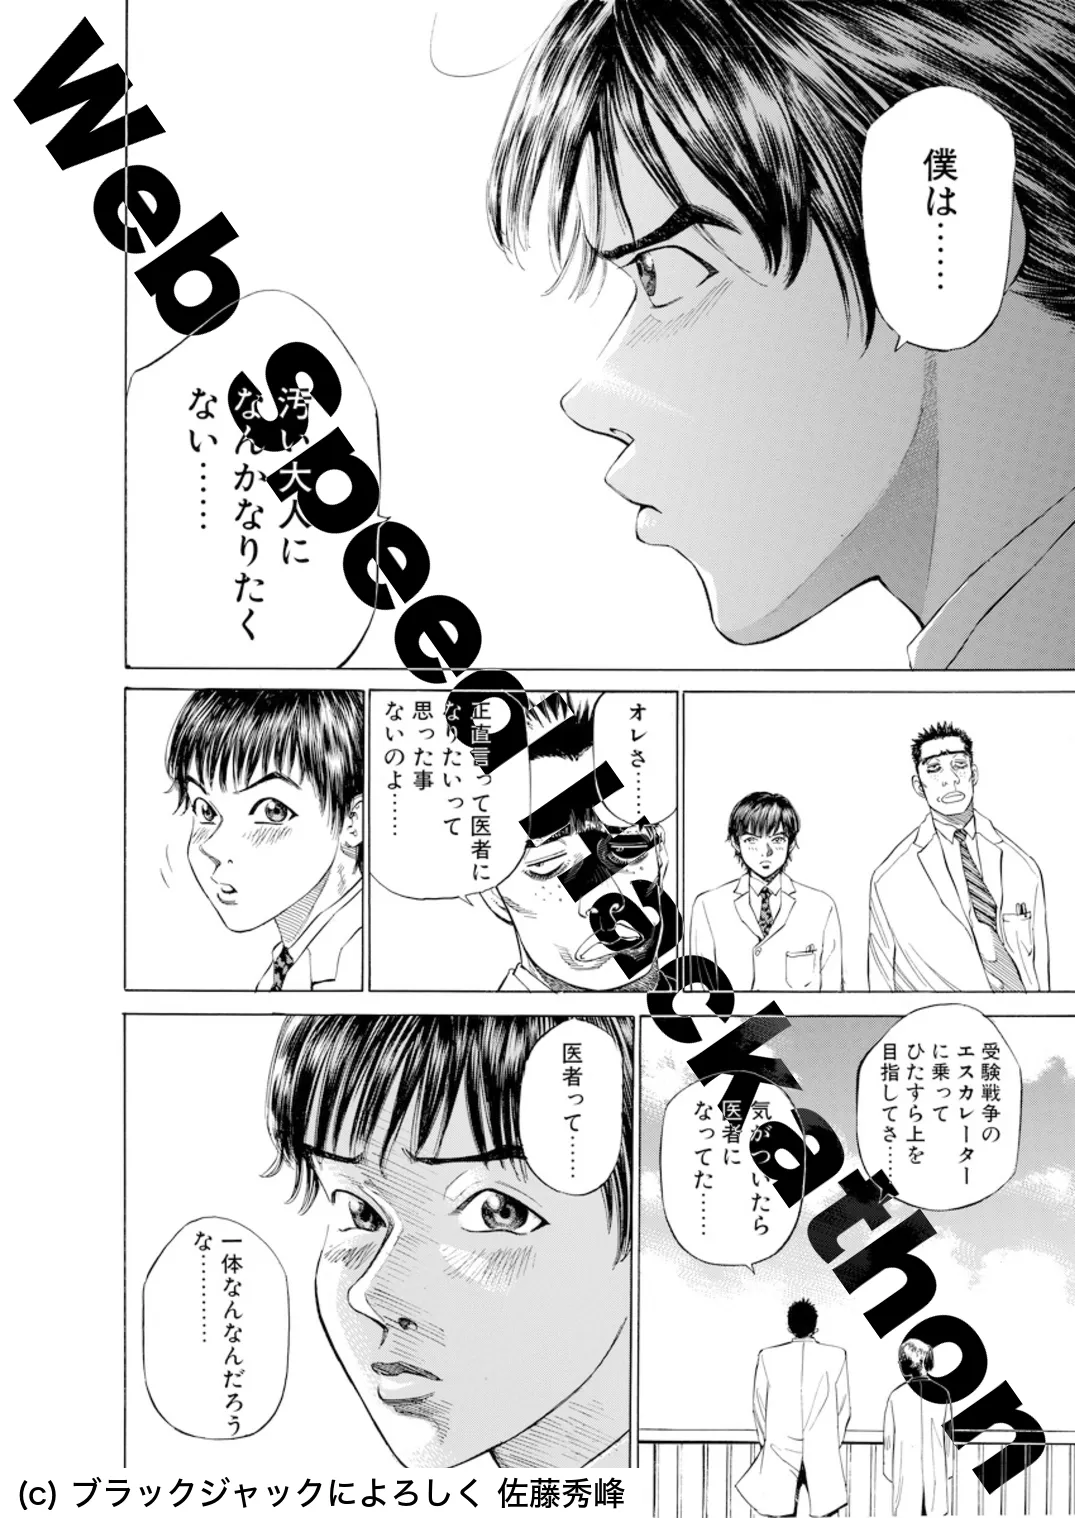 僕は……
汚い大人に
なんかなりたく
ない……
オレさ……
正直言って医者に
なりたいって
思った事
ないのよ……
受験戦争の
エスカレーター
に乗って
ひたすら上を
目指してさ……
気がついたら
医者に
なってた……
医者って……
一体なんなんだろう
な…………
Web Speed Hackathon
(c) ブラックジャックによろしく 佐藤秀峰